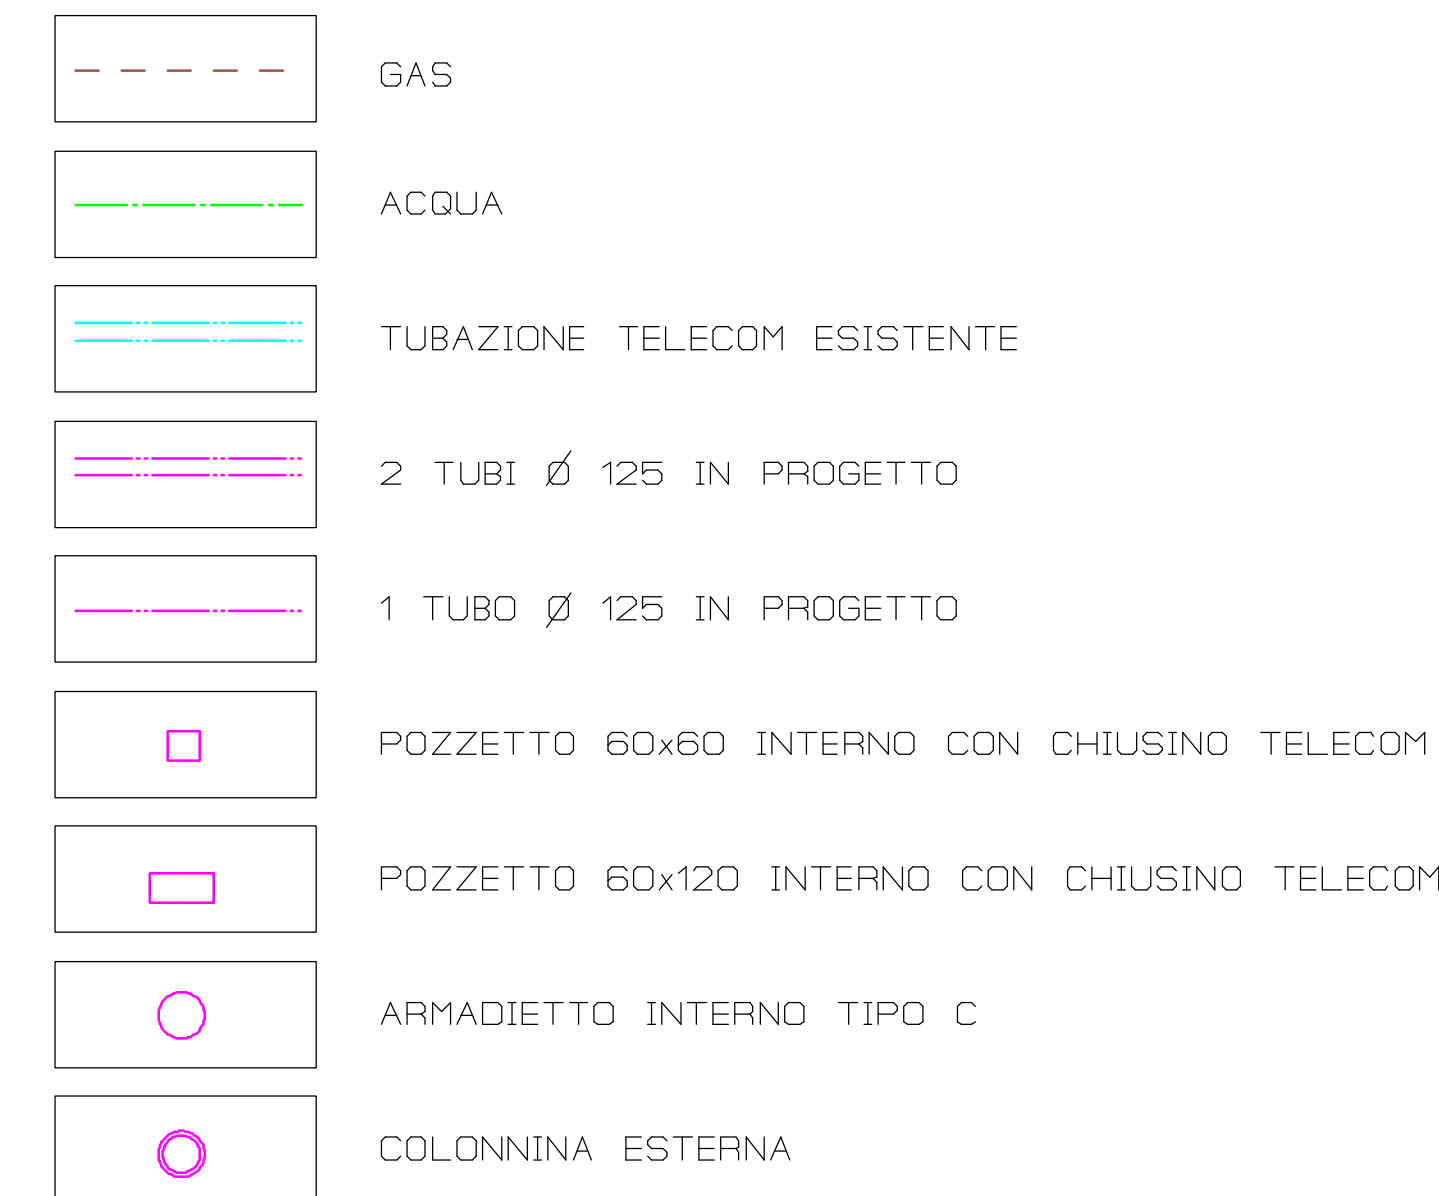 GAS
ACQUA
TUBAZIONE TELECOM ESISTENTE
2 TUBI Ø 125 IN PROGETTO
1 TUBO Ø 125 IN PROGETTO
POZZETTO 60x60 INTERNO CON CHIUSINO TELECOM
POZZETTO 60x120 INTERNO CON CHIUSINO TELECOM
ARMADIETTO INTERNO TIPO C
COLONNINA ESTERNA